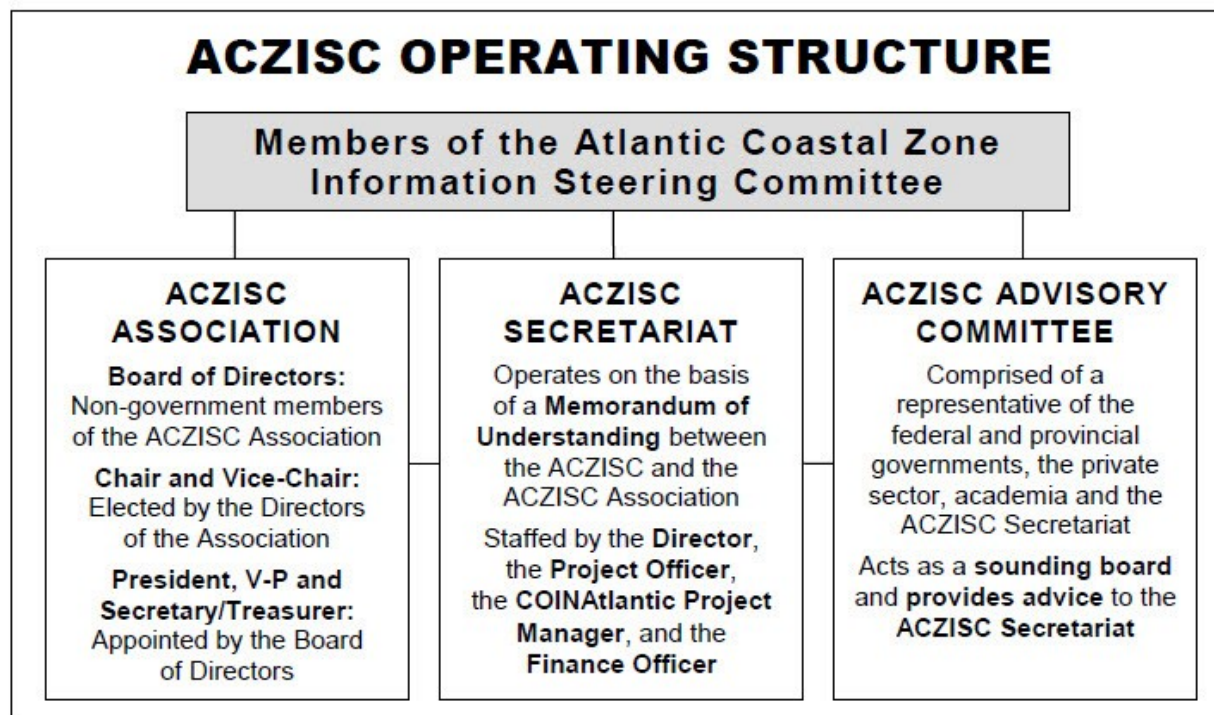 ACZISC OPERATING STRUCTURE
Members of the Atlantic Coastal Zone
Information Steering Committee
ACZISC
ASSOCIATION
Board of Directors:
Non-government members
of the ACZISC Association
Chair and Vice-Chair:
Elected by the Directors
of the Association
President, V-P and
Secretary/Treasurer:
Appointed by the Board
of Directors
ACZISC
SECRETARIAT
Operates on the basis
of a Memorandum of
Understanding between
the ACZISC and the
ACZISC Association
Staffed by the Director,
the Project Officer,
the COINAtlantic Project
Manager, and the
Finance Officer
ACZISC ADVISORY
COMMITTEE
Comprised of a
representative of the
federal and provincial
governments, the private
sector, academia and the
ACZISC Secretariat
Acts as a sounding board
and provides advice to the
ACZISC Secretariat